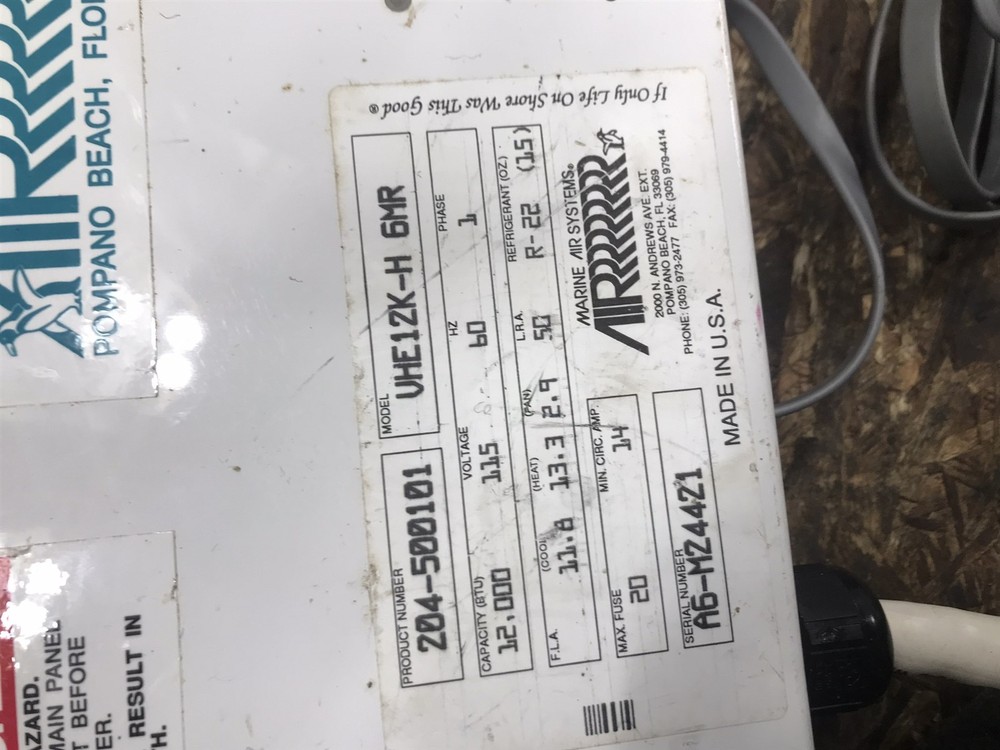 If Only Life On Shore Was This Good®
PRODUCT NUMBER
204-500101
MODEL
VHE12K-H 6MR
CAPACITY (BTU)
12,000
VOLTAGE
115
HZ
60
PHASE
1
F.L.A.
(COOL)
11.8
(HEAT)
13.3
(PAN)
2.9
L.R.A.
50
REFRIGERANT (OZ.)
R-22 (15)
MAX. FUSE
20
MIN. CIRC. AMP.
14
SERIAL NUMBER
A6-M24421
MARINE AIR SYSTEMS®
AIRRRRRRR
2000 N. ANDREWS AVE. EXT.
POMPANO BEACH, FL 33069
PHONE: (305) 973-2477 FAX: (305) 979-4414
MADE IN U.S.A.
POMPANO BEACH, FLO
AZARD.
MAIN PANEL
T BEFORE
ER.
RESULT IN
H.